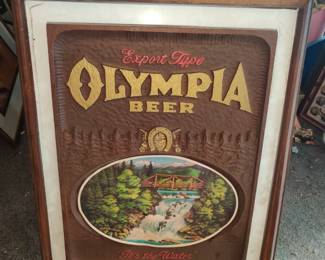 Export Type
OLYMPIA
BEER
"It's the Water"